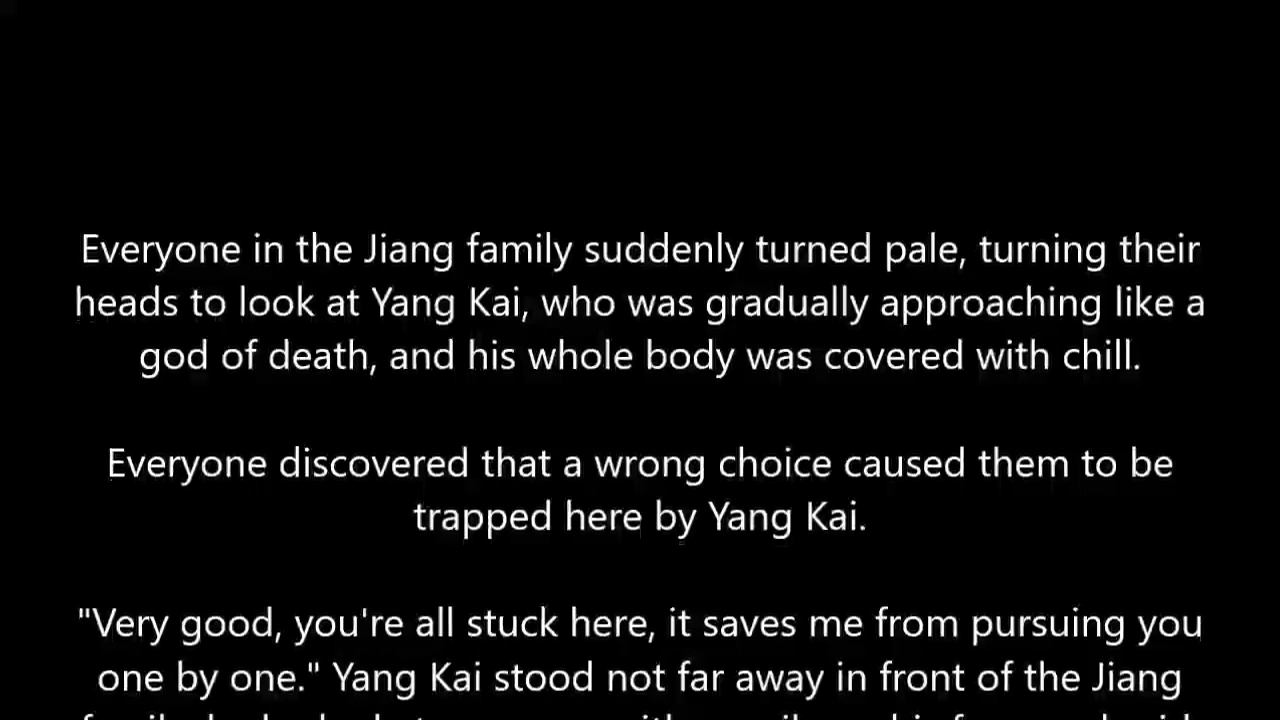 Everyone in the Jiang family suddenly turned pale, turning their
heads to look at Yang Kai, who was gradually approaching like a
god of death, and his whole body was covered with chill.
Everyone discovered that a wrong choice caused them to be
trapped here by Yang Kai.
"Very good, you're all stuck here, it saves me from pursuing you
one by one." Yang Kai stood not far away in front of the Jiang